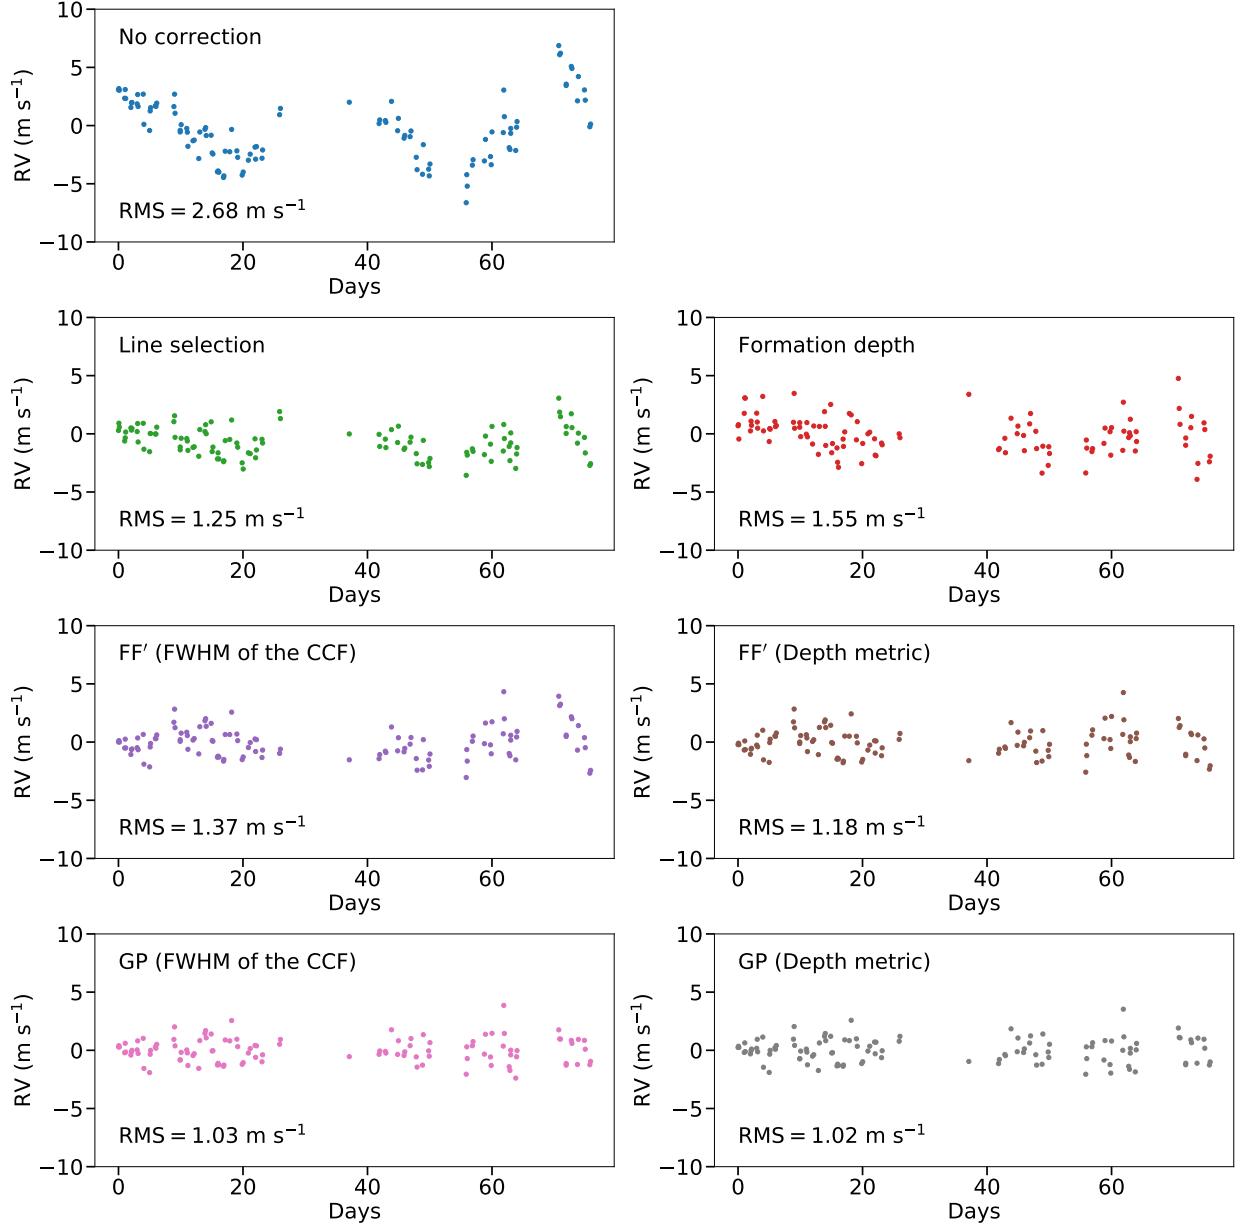 10
5
0
−5
−10
RV (m s⁻¹)
No correction
RMS = 2.68 m s⁻¹
0 20 40 60
Days
10
5
0
−5
−10
RV (m s⁻¹)
Line selection
RMS = 1.25 m s⁻¹
0 20 40 60
Days
10
5
0
−5
−10
RV (m s⁻¹)
Formation depth
RMS = 1.55 m s⁻¹
0 20 40 60
Days
10
5
0
−5
−10
RV (m s⁻¹)
FF′ (FWHM of the CCF)
RMS = 1.37 m s⁻¹
0 20 40 60
Days
10
5
0
−5
−10
RV (m s⁻¹)
FF′ (Depth metric)
RMS = 1.18 m s⁻¹
0 20 40 60
Days
10
5
0
−5
−10
RV (m s⁻¹)
GP (FWHM of the CCF)
RMS = 1.03 m s⁻¹
0 20 40 60
Days
10
5
0
−5
−10
RV (m s⁻¹)
GP (Depth metric)
RMS = 1.02 m s⁻¹
0 20 40 60
Days